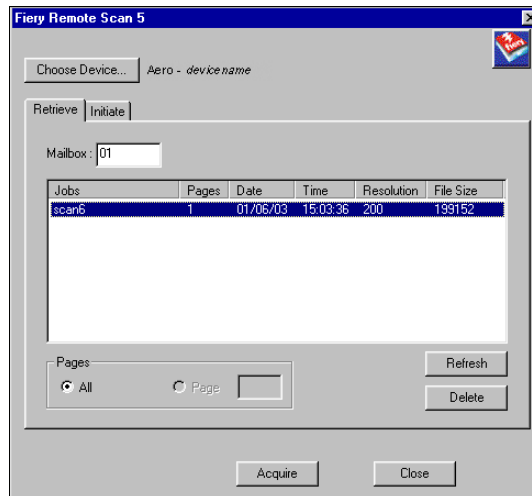 Fiery Remote Scan 5
fiery
Choose Device... Aero - devicename
Retrieve Initiate
Mailbox : 01
Jobs Pages Date Time Resolution File Size
scan6 1 01/06/03 15:03:36 200 199152
Pages
All Page
Refresh
Delete
Acquire Close